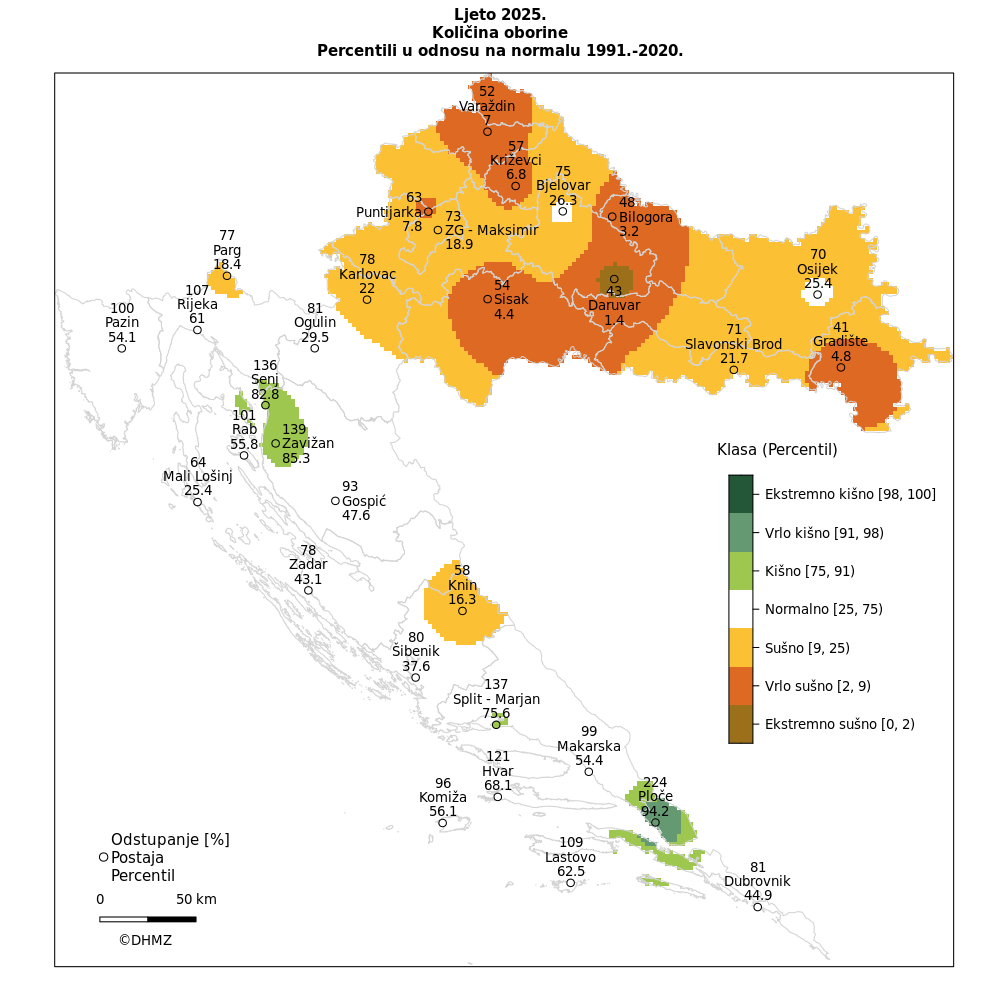 Ljeto 2025.
Količina oborine
Percentili u odnosu na normalu 1991.-2020.
52
Varaždin
7
57
Križevci
6.8
75
Bjelovar
26.3
63
Puntijarka
7.8
73
ZG - Maksimir
18.9
48
Bilogora
3.2
77
Parg
18.4
78
Karlovac
22
70
Osijek
25.4
107
Rijeka
61
100
Pazin
54.1
81
Ogulin
29.5
54
Sisak
4.4
43
Daruvar
1.4
71
Slavonski Brod
21.7
41
Gradište
4.8
136
Senj
82.8
101
Rab
55.8
139
Zavižan
85.3
64
Mali Lošinj
25.4
93
Gospić
47.6
78
Zadar
43.1
58
Knin
16.3
80
Šibenik
37.6
137
Split - Marjan
75.6
99
Makarska
54.4
121
Hvar
68.1
96
Komiža
56.1
224
Ploče
94.2
109
Lastovo
62.5
81
Dubrovnik
44.9
Klasa (Percentil)
Ekstremno kišno [98, 100]
Vrlo kišno [91, 98)
Kišno [75, 91)
Normalno [25, 75)
Sušno [9, 25)
Vrlo sušno [2, 9)
Ekstremno sušno [0, 2)
Odstupanje [%]
Postaja
Percentil
0 50 km
©DHMZ